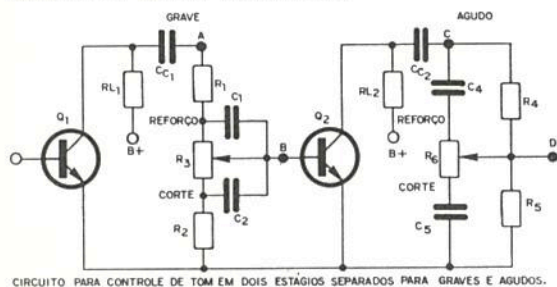 GRAVE
AGUDO
A
C
CC1
CC2
RL1
R1
C1
RL2
C4
R4
Q1
REFORÇO
Q2
REFORÇO
B+
R3
B
B+
R6
D
CORTE
CORTE
C2
R2
C5
R5
CIRCUITO PARA CONTROLE DE TOM EM DOIS ESTÁGIOS SEPARADOS PARA GRAVES E AGUDOS.